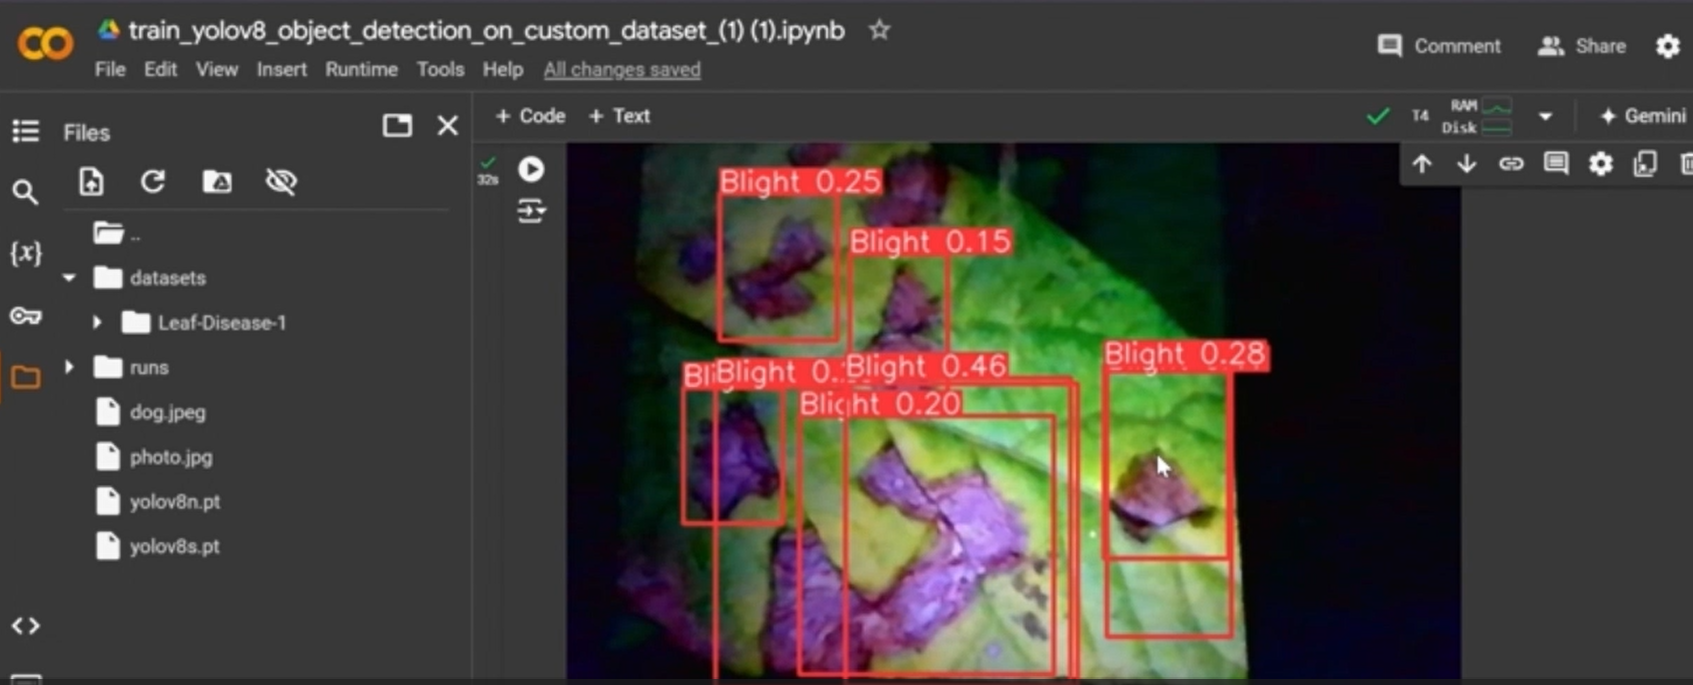 train_yolov8_object_detection_on_custom_dataset_(1) (1).ipynb
Comment
Share
File Edit View Insert Runtime Tools Help All changes saved
Files
+ Code + Text
T4
RAM
Disk
Gemini
32s
..
datasets
Leaf-Disease-1
runs
dog.jpeg
photo.jpg
yolov8n.pt
yolov8s.pt
{x}
<>
Blight 0.25
Blight 0.15
Blight 0.28
Blight 0.46
Blight
Blight 0.20